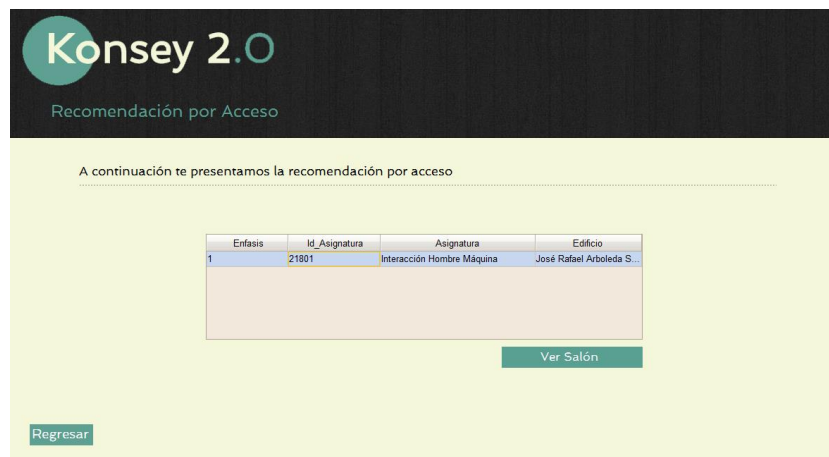 Konsey 2.0
Recomendación por Acceso
A continuación te presentamos la recomendación por acceso
Enfasis Id_Asignatura Asignatura Edificio
1 21801 Interacción Hombre Máquina José Rafael Arboleda S...
Ver Salón
Regresar